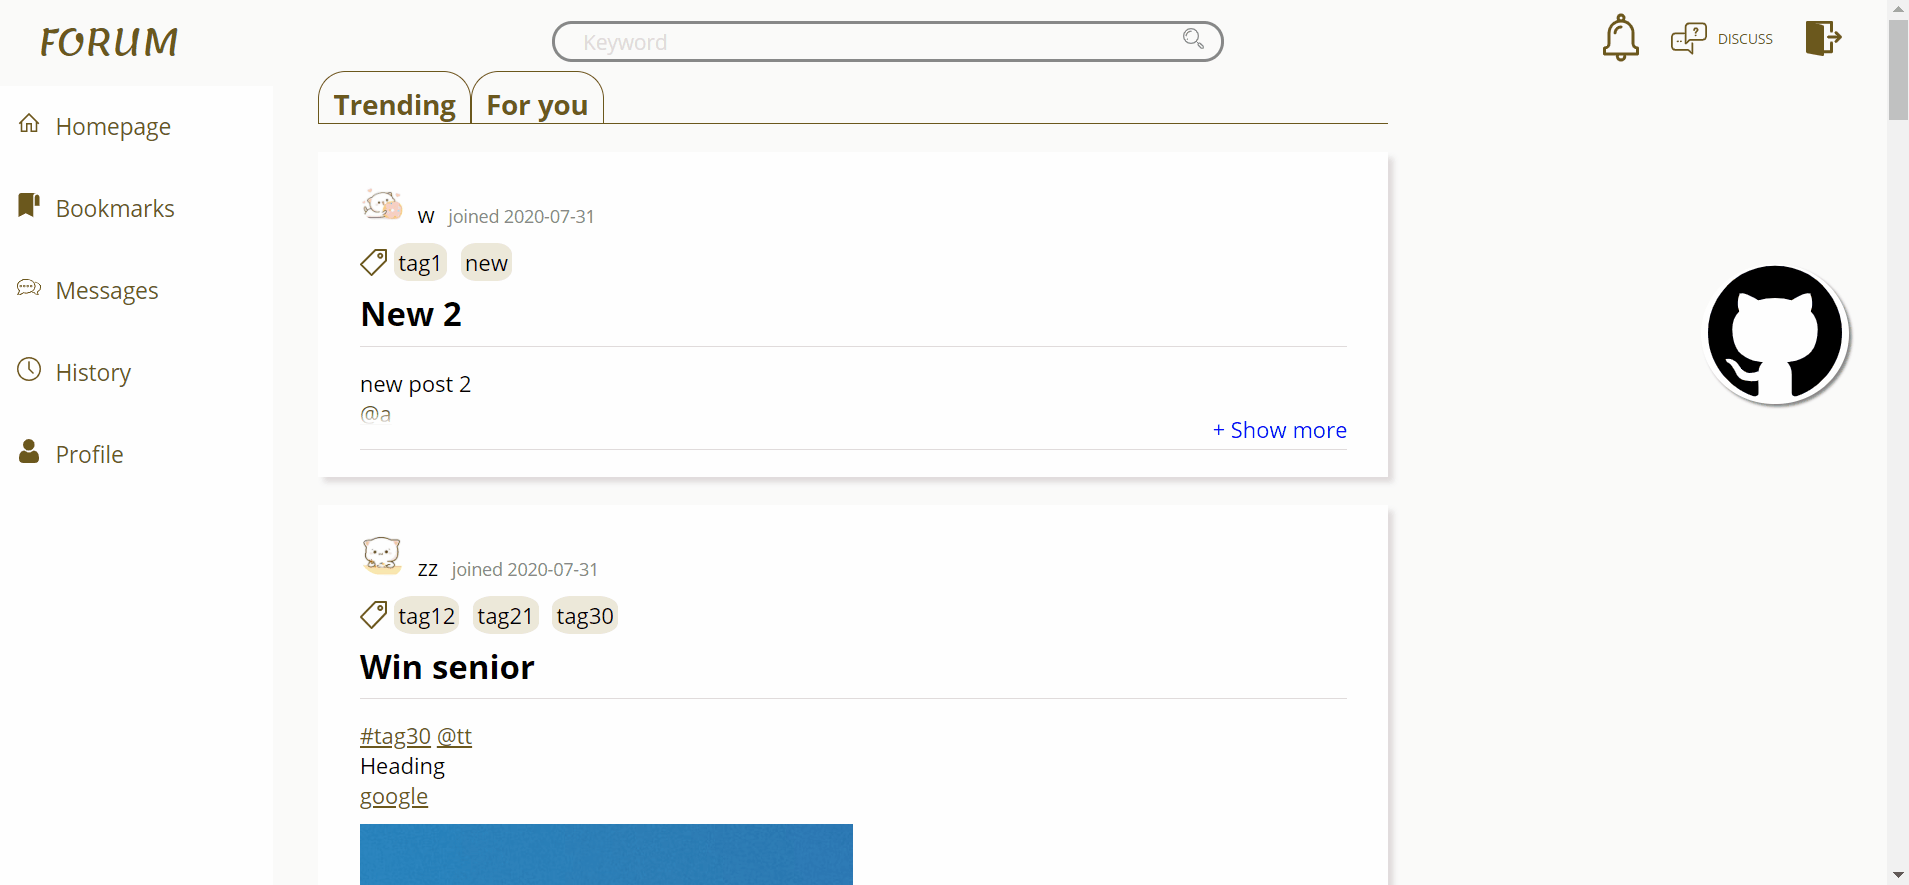 FORUM
Keyword
DISCUSS
Homepage
Bookmarks
Messages
History
Profile
Trending
For you
w joined 2020-07-31
tag1 new
New 2
new post 2
@a
+ Show more
zz joined 2020-07-31
tag12 tag21 tag30
Win senior
#tag30 @tt
Heading
google